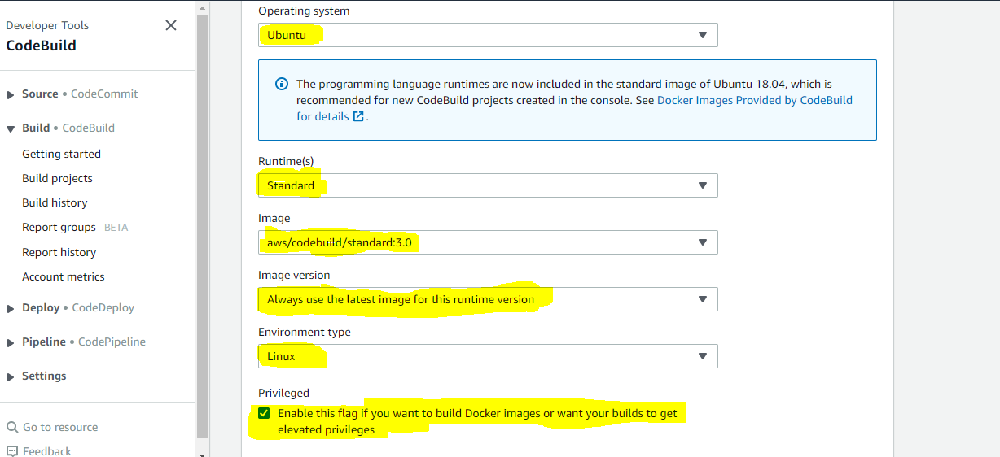 Developer Tools
CodeBuild
Source • CodeCommit
Build • CodeBuild
Getting started
Build projects
Build history
Report groups BETA
Report history
Account metrics
Deploy • CodeDeploy
Pipeline • CodePipeline
Settings
Go to resource
Feedback
Operating system
Ubuntu
The programming language runtimes are now included in the standard image of Ubuntu 18.04, which is
recommended for new CodeBuild projects created in the console. See Docker Images Provided by CodeBuild
for details .
Runtime(s)
Standard
Image
aws/codebuild/standard:3.0
Image version
Always use the latest image for this runtime version
Environment type
Linux
Privileged
Enable this flag if you want to build Docker images or want your builds to get
elevated privileges